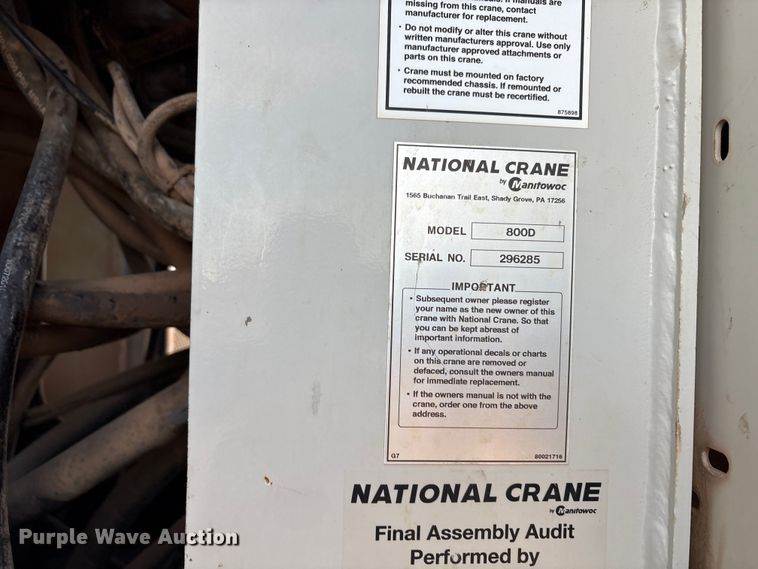 missing from this crane, contact
manufacturer for replacement.
• Do not modify or alter this crane without
written manufacturers approval. Use only
manufacturer approved attachments or
parts on this crane.
• Crane must be mounted on factory
recommended chassis. If remounted or
rebuilt the crane must be recertified.
875898
NATIONAL CRANE
by Manitowoc
1565 Buchanan Trail East, Shady Grove, PA 17256
MODEL 800D
SERIAL NO. 296285
IMPORTANT
• Subsequent owner please register
your name as the new owner of this
crane with National Crane. So that
you can be kept abreast of
important information.
• If any operational decals or charts
on this crane are removed or
defaced, consult the owners manual
for immediate replacement.
• If the owners manual is not with the
crane, order one from the above
address.
G7 80021716
NATIONAL CRANE
by Manitowoc
Final Assembly Audit
Performed by
Purple Wave Auction